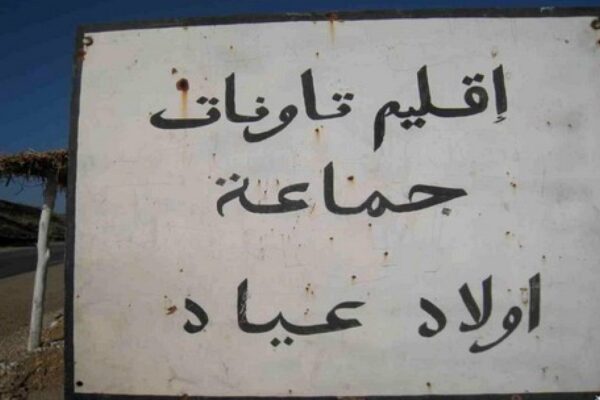 إقليم تاونات
جماعة
اولاد عياد